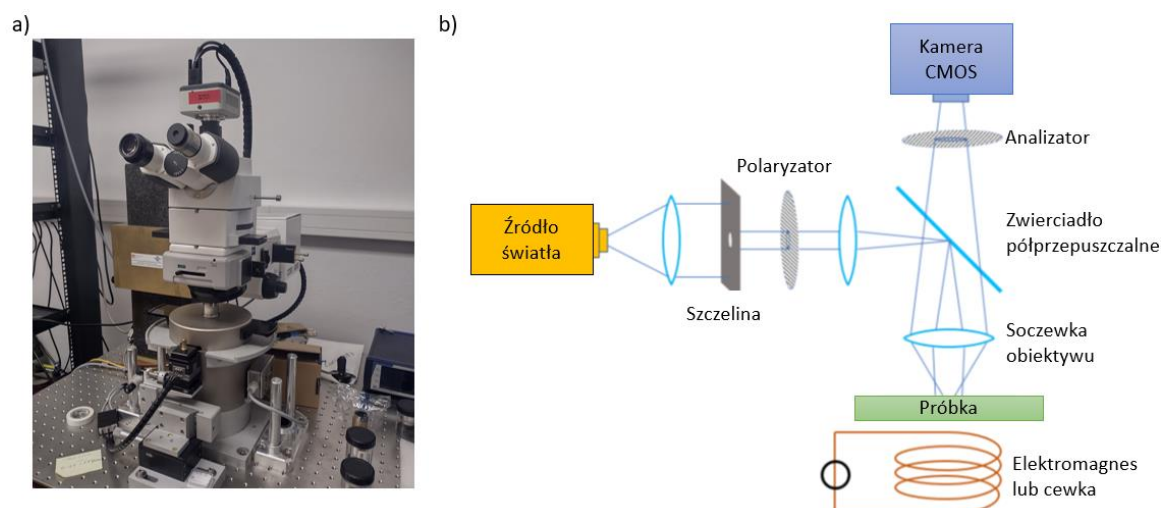 a)
b)
Kamera
CMOS
Analizator
Polaryzator
Zwierciadło
półprzepuszczalne
Źródło
światła
Szczelina
Soczewka
obiektywu
Próbka
Elektromagnes
lub cewka